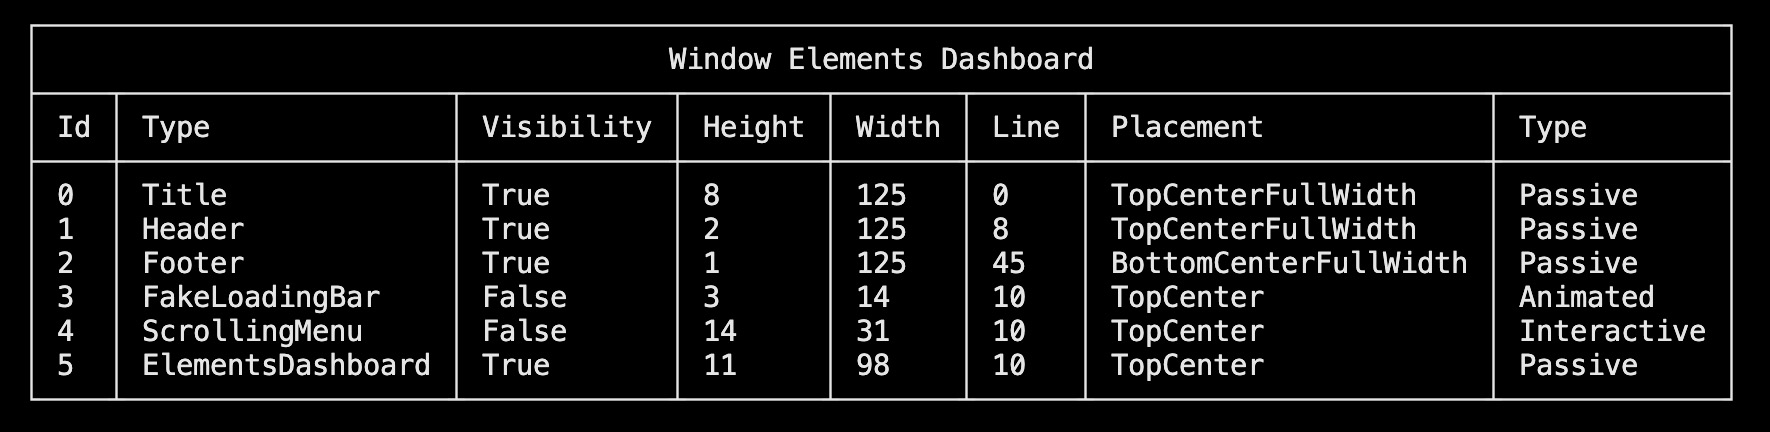 Window Elements Dashboard
Id Type Visibility Height Width Line Placement Type
0 Title True 8 125 0 TopCenterFullWidth Passive
1 Header True 2 125 8 TopCenterFullWidth Passive
2 Footer True 1 125 45 BottomCenterFullWidth Passive
3 FakeLoadingBar False 3 14 10 TopCenter Animated
4 ScrollingMenu False 14 31 10 TopCenter Interactive
5 ElementsDashboard True 11 98 10 TopCenter Passive